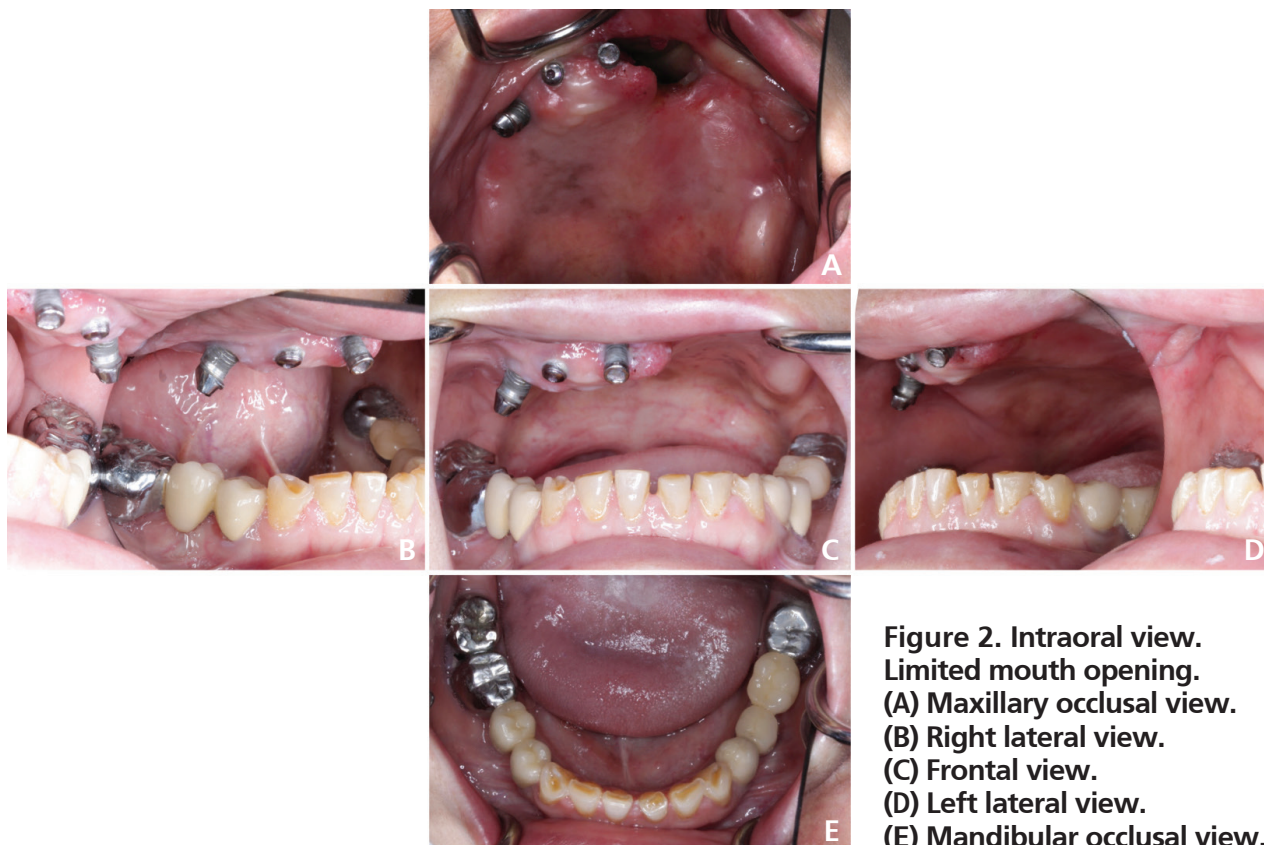 A
B
C
D
E
Figure 2. Intraoral view.
Limited mouth opening.
(A) Maxillary occlusal view.
(B) Right lateral view.
(C) Frontal view.
(D) Left lateral view.
(E) Mandibular occlusal view.